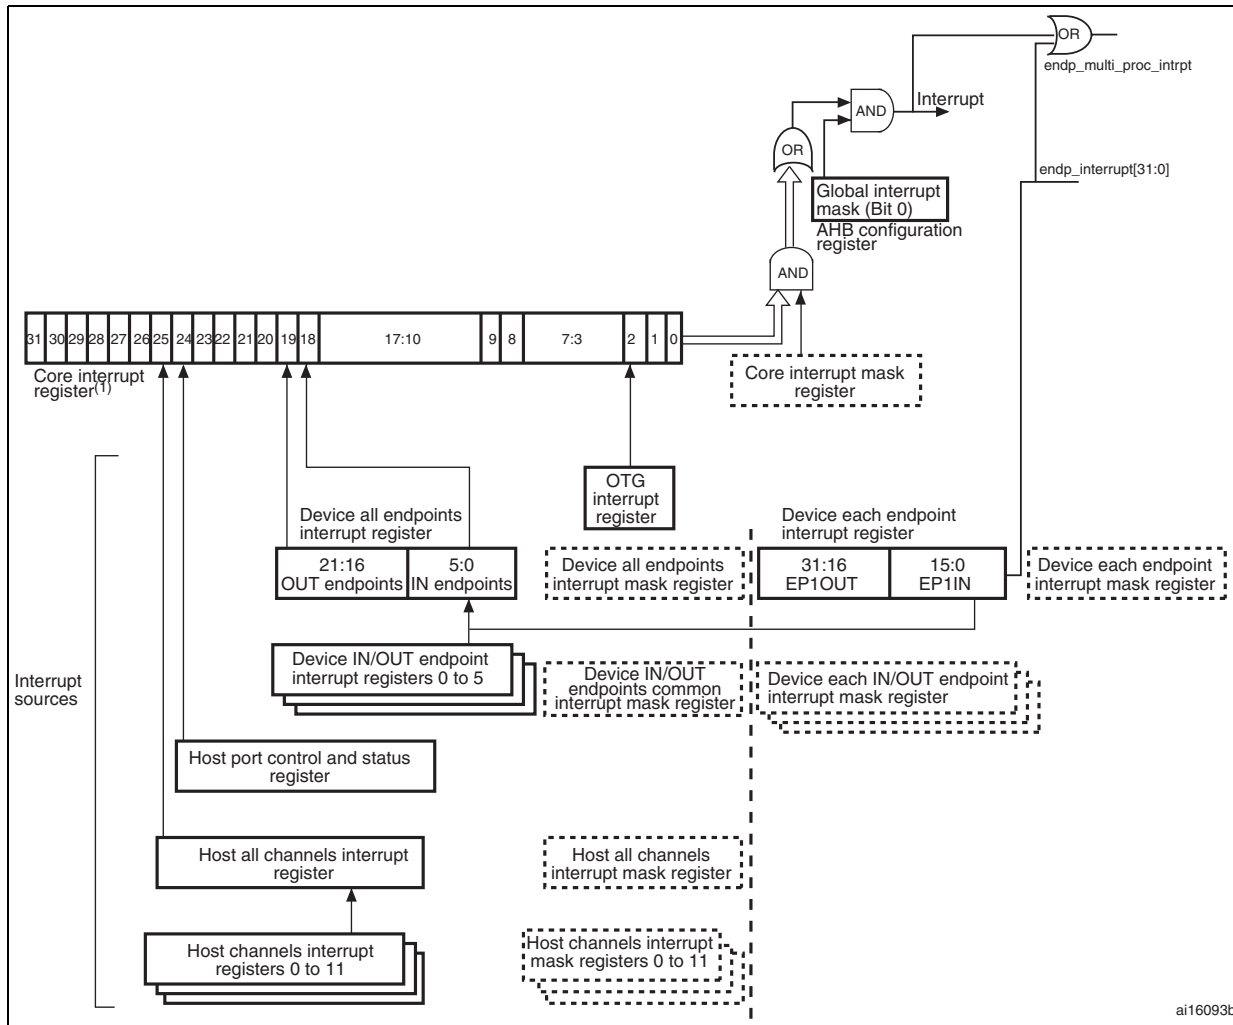 OR
endp_multi_proc_intrpt
AND
Interrupt
OR
endp_interrupt[31:0]
Global interrupt
mask (Bit 0)
AHB configuration
register
AND
31 30 29 28 27 26 25 24 23 22 21 20 19 18 17:10 9 8 7:3 2 1 0
Core interrupt
register(1)
Core interrupt mask
register
OTG
interrupt
register
Device all endpoints
interrupt register
Device each endpoint
interrupt register
21:16
OUT endpoints
5:0
IN endpoints
Device all endpoints
interrupt mask register
31:16
EP1OUT
15:0
EP1IN
Device each endpoint
interrupt mask register
Interrupt
sources
Device IN/OUT endpoint
interrupt registers 0 to 5
Device IN/OUT
endpoints common
interrupt mask register
Device each IN/OUT endpoint
interrupt mask register
Host port control and status
register
Host all channels interrupt
register
Host all channels
interrupt mask register
Host channels interrupt
registers 0 to 11
Host channels interrupt
mask registers 0 to 11
ai16093b